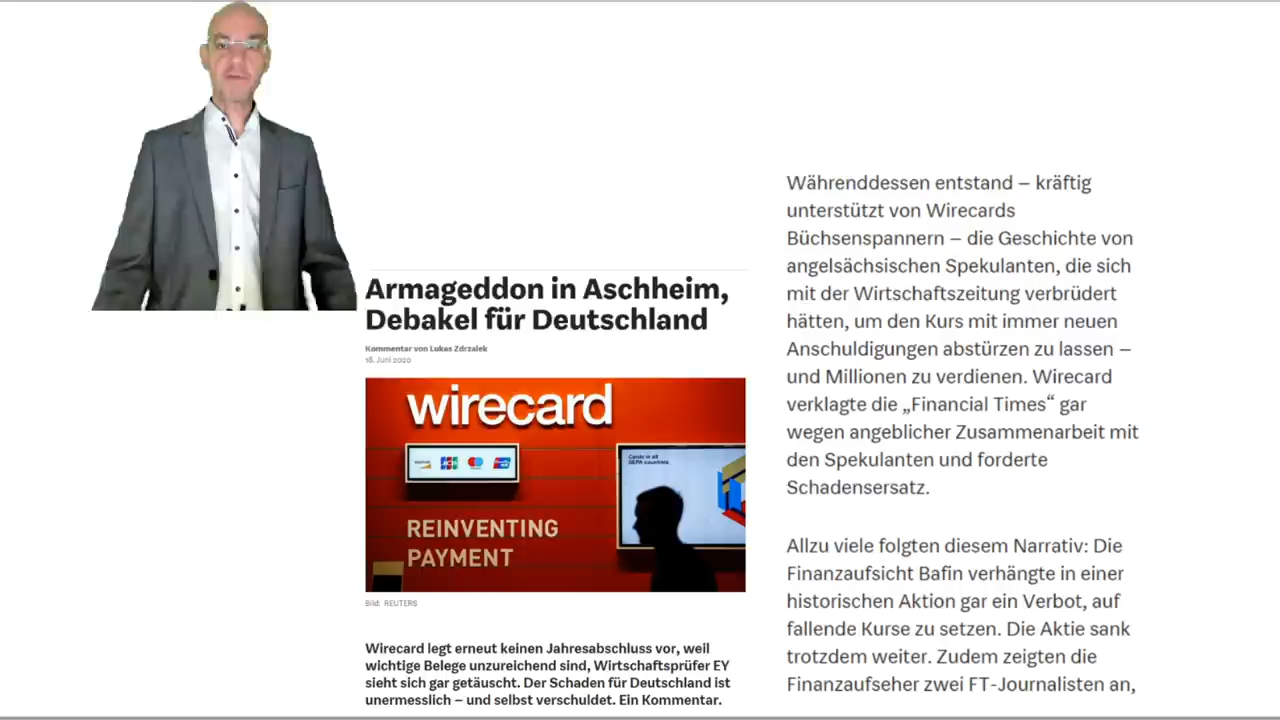 Armageddon in Aschheim,
Debakel für Deutschland
Kommentar von Lukas Zdrzalek
18. Juni 2020
wirecard
Cards in all
SEPA countries
REINVENTING
PAYMENT
Bild: REUTERS
Wirecard legt erneut keinen Jahresabschluss vor, weil
wichtige Belege unzureichend sind, Wirtschaftsprüfer EY
sieht sich gar getäuscht. Der Schaden für Deutschland ist
unermesslich – und selbst verschuldet. Ein Kommentar.
Währenddessen entstand – kräftig
unterstützt von Wirecards
Büchsenspannern – die Geschichte von
angelsächsischen Spekulanten, die sich
mit der Wirtschaftszeitung verbrüdert
hätten, um den Kurs mit immer neuen
Anschuldigungen abstürzen zu lassen –
und Millionen zu verdienen. Wirecard
verklagte die „Financial Times“ gar
wegen angeblicher Zusammenarbeit mit
den Spekulanten und forderte
Schadensersatz.
Allzu viele folgten diesem Narrativ: Die
Finanzaufsicht Bafin verhängte in einer
historischen Aktion gar ein Verbot, auf
fallende Kurse zu setzen. Die Aktie sank
trotzdem weiter. Zudem zeigten die
Finanzaufseher zwei FT-Journalisten an,